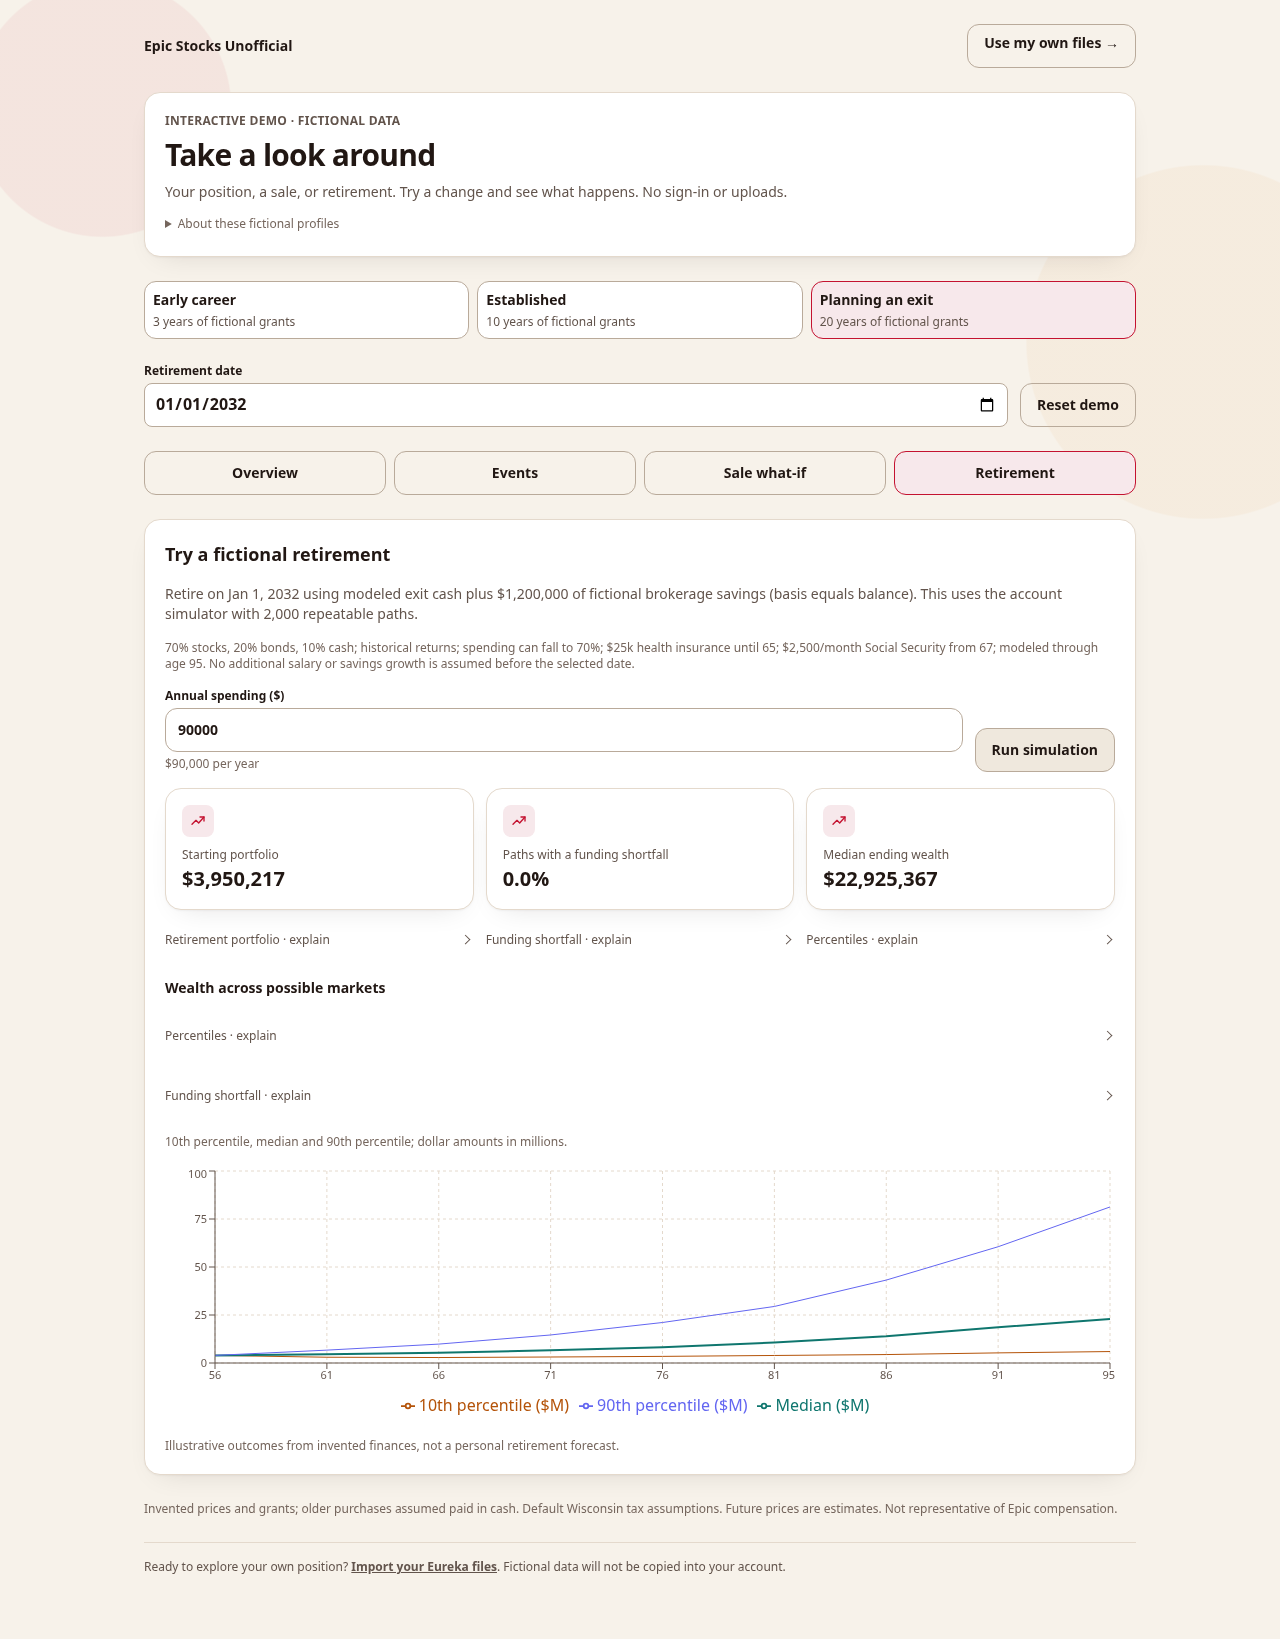 Epic Stocks Unofficial
Use my own files →
INTERACTIVE DEMO · FICTIONAL DATA
Take a look around
Your position, a sale, or retirement. Try a change and see what happens. No sign-in or uploads.
▶ About these fictional profiles
Early career
3 years of fictional grants
Established
10 years of fictional grants
Planning an exit
20 years of fictional grants
Retirement date
01/01/2032
Reset demo
Overview
Events
Sale what-if
Retirement
Try a fictional retirement
Retire on Jan 1, 2032 using modeled exit cash plus $1,200,000 of fictional brokerage savings (basis equals balance). This uses the account
simulator with 2,000 repeatable paths.
70% stocks, 20% bonds, 10% cash; historical returns; spending can fall to 70%; $25k health insurance until 65; $2,500/month Social Security from 67; modeled through
age 95. No additional salary or savings growth is assumed before the selected date.
Annual spending ($)
90000
$90,000 per year
Run simulation
Starting portfolio
$3,950,217
Paths with a funding shortfall
0.0%
Median ending wealth
$22,925,367
Retirement portfolio · explain
Funding shortfall · explain
Percentiles · explain
Wealth across possible markets
Percentiles · explain
Funding shortfall · explain
10th percentile, median and 90th percentile; dollar amounts in millions.
100
75
50
25
0
56 61 66 71 76 81 86 91 95
10th percentile ($M) 90th percentile ($M) Median ($M)
Illustrative outcomes from invented finances, not a personal retirement forecast.
Invented prices and grants; older purchases assumed paid in cash. Default Wisconsin tax assumptions. Future prices are estimates. Not representative of Epic compensation.
Ready to explore your own position? Import your Eureka files. Fictional data will not be copied into your account.